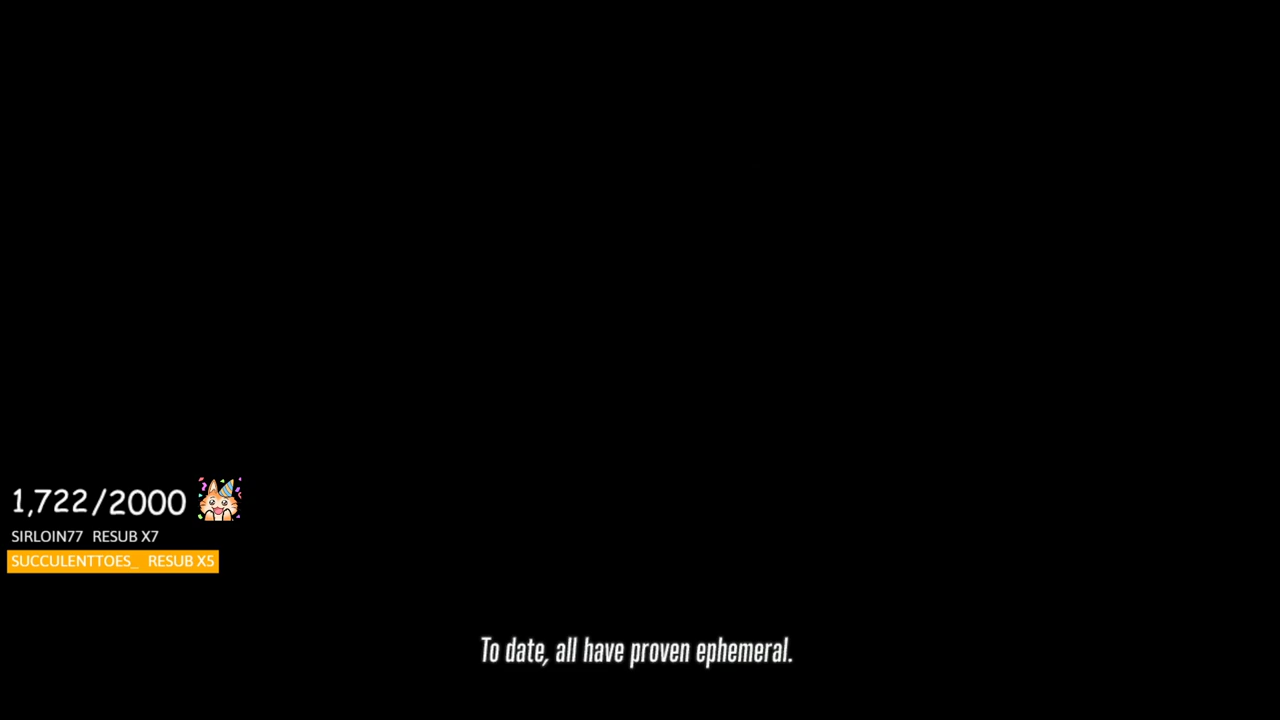 1,722/2000
SIRLOIN77 RESUB X7
SUCCULENTTOES_ RESUB X5
To date, all have proven ephemeral.